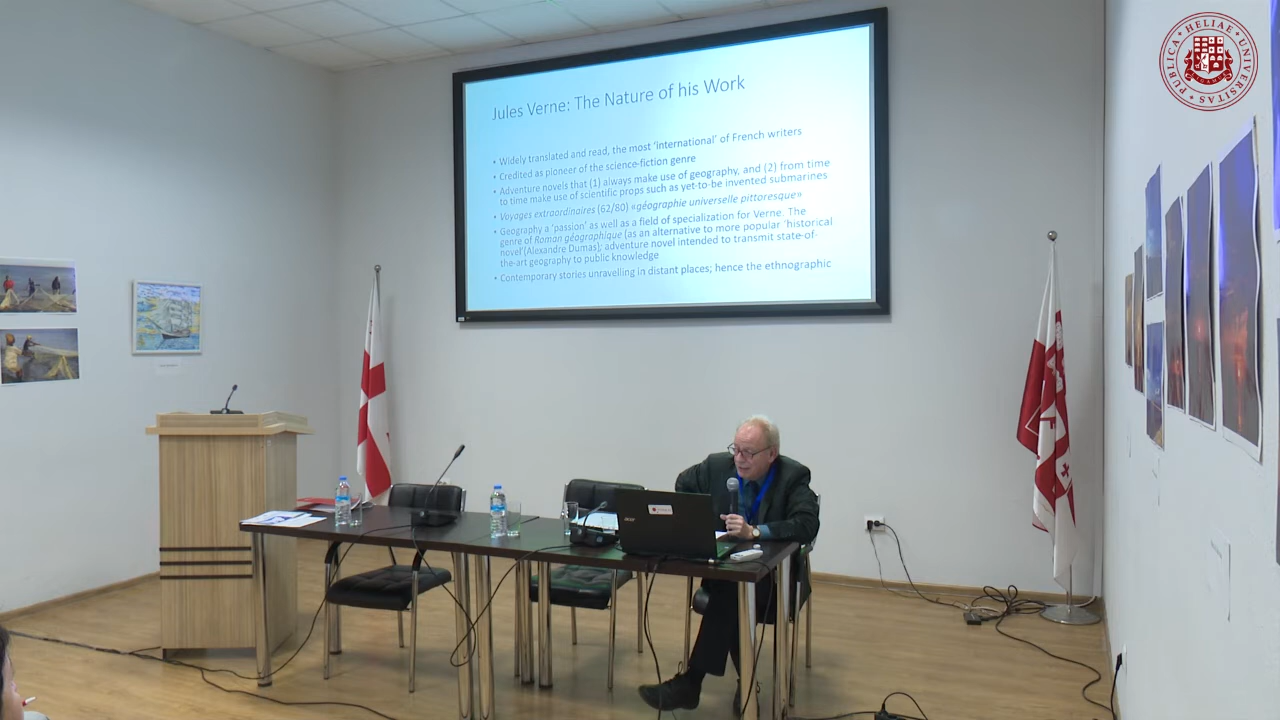 Jules Verne: The Nature of his Work
• Widely translated and read, the most 'international' of French writers
• Credited as pioneer of the science-fiction genre
• Adventure novels that (1) always make use of geography, and (2) from time
to time make use of scientific props such as yet-to-be invented submarines
• Voyages extraordinaires (62/80) «géographie universelle pittoresque»
• Geography a 'passion' as well as a field of specialization for Verne. The
genre of Roman géographique (as an alternative to more popular 'historical
novel'(Alexandre Dumas); adventure novel intended to transmit state-of-
the-art geography to public knowledge
• Contemporary stories unravelling in distant places; hence the ethnographic
PUBLICA HELIAE UNIVERSITAS
acer